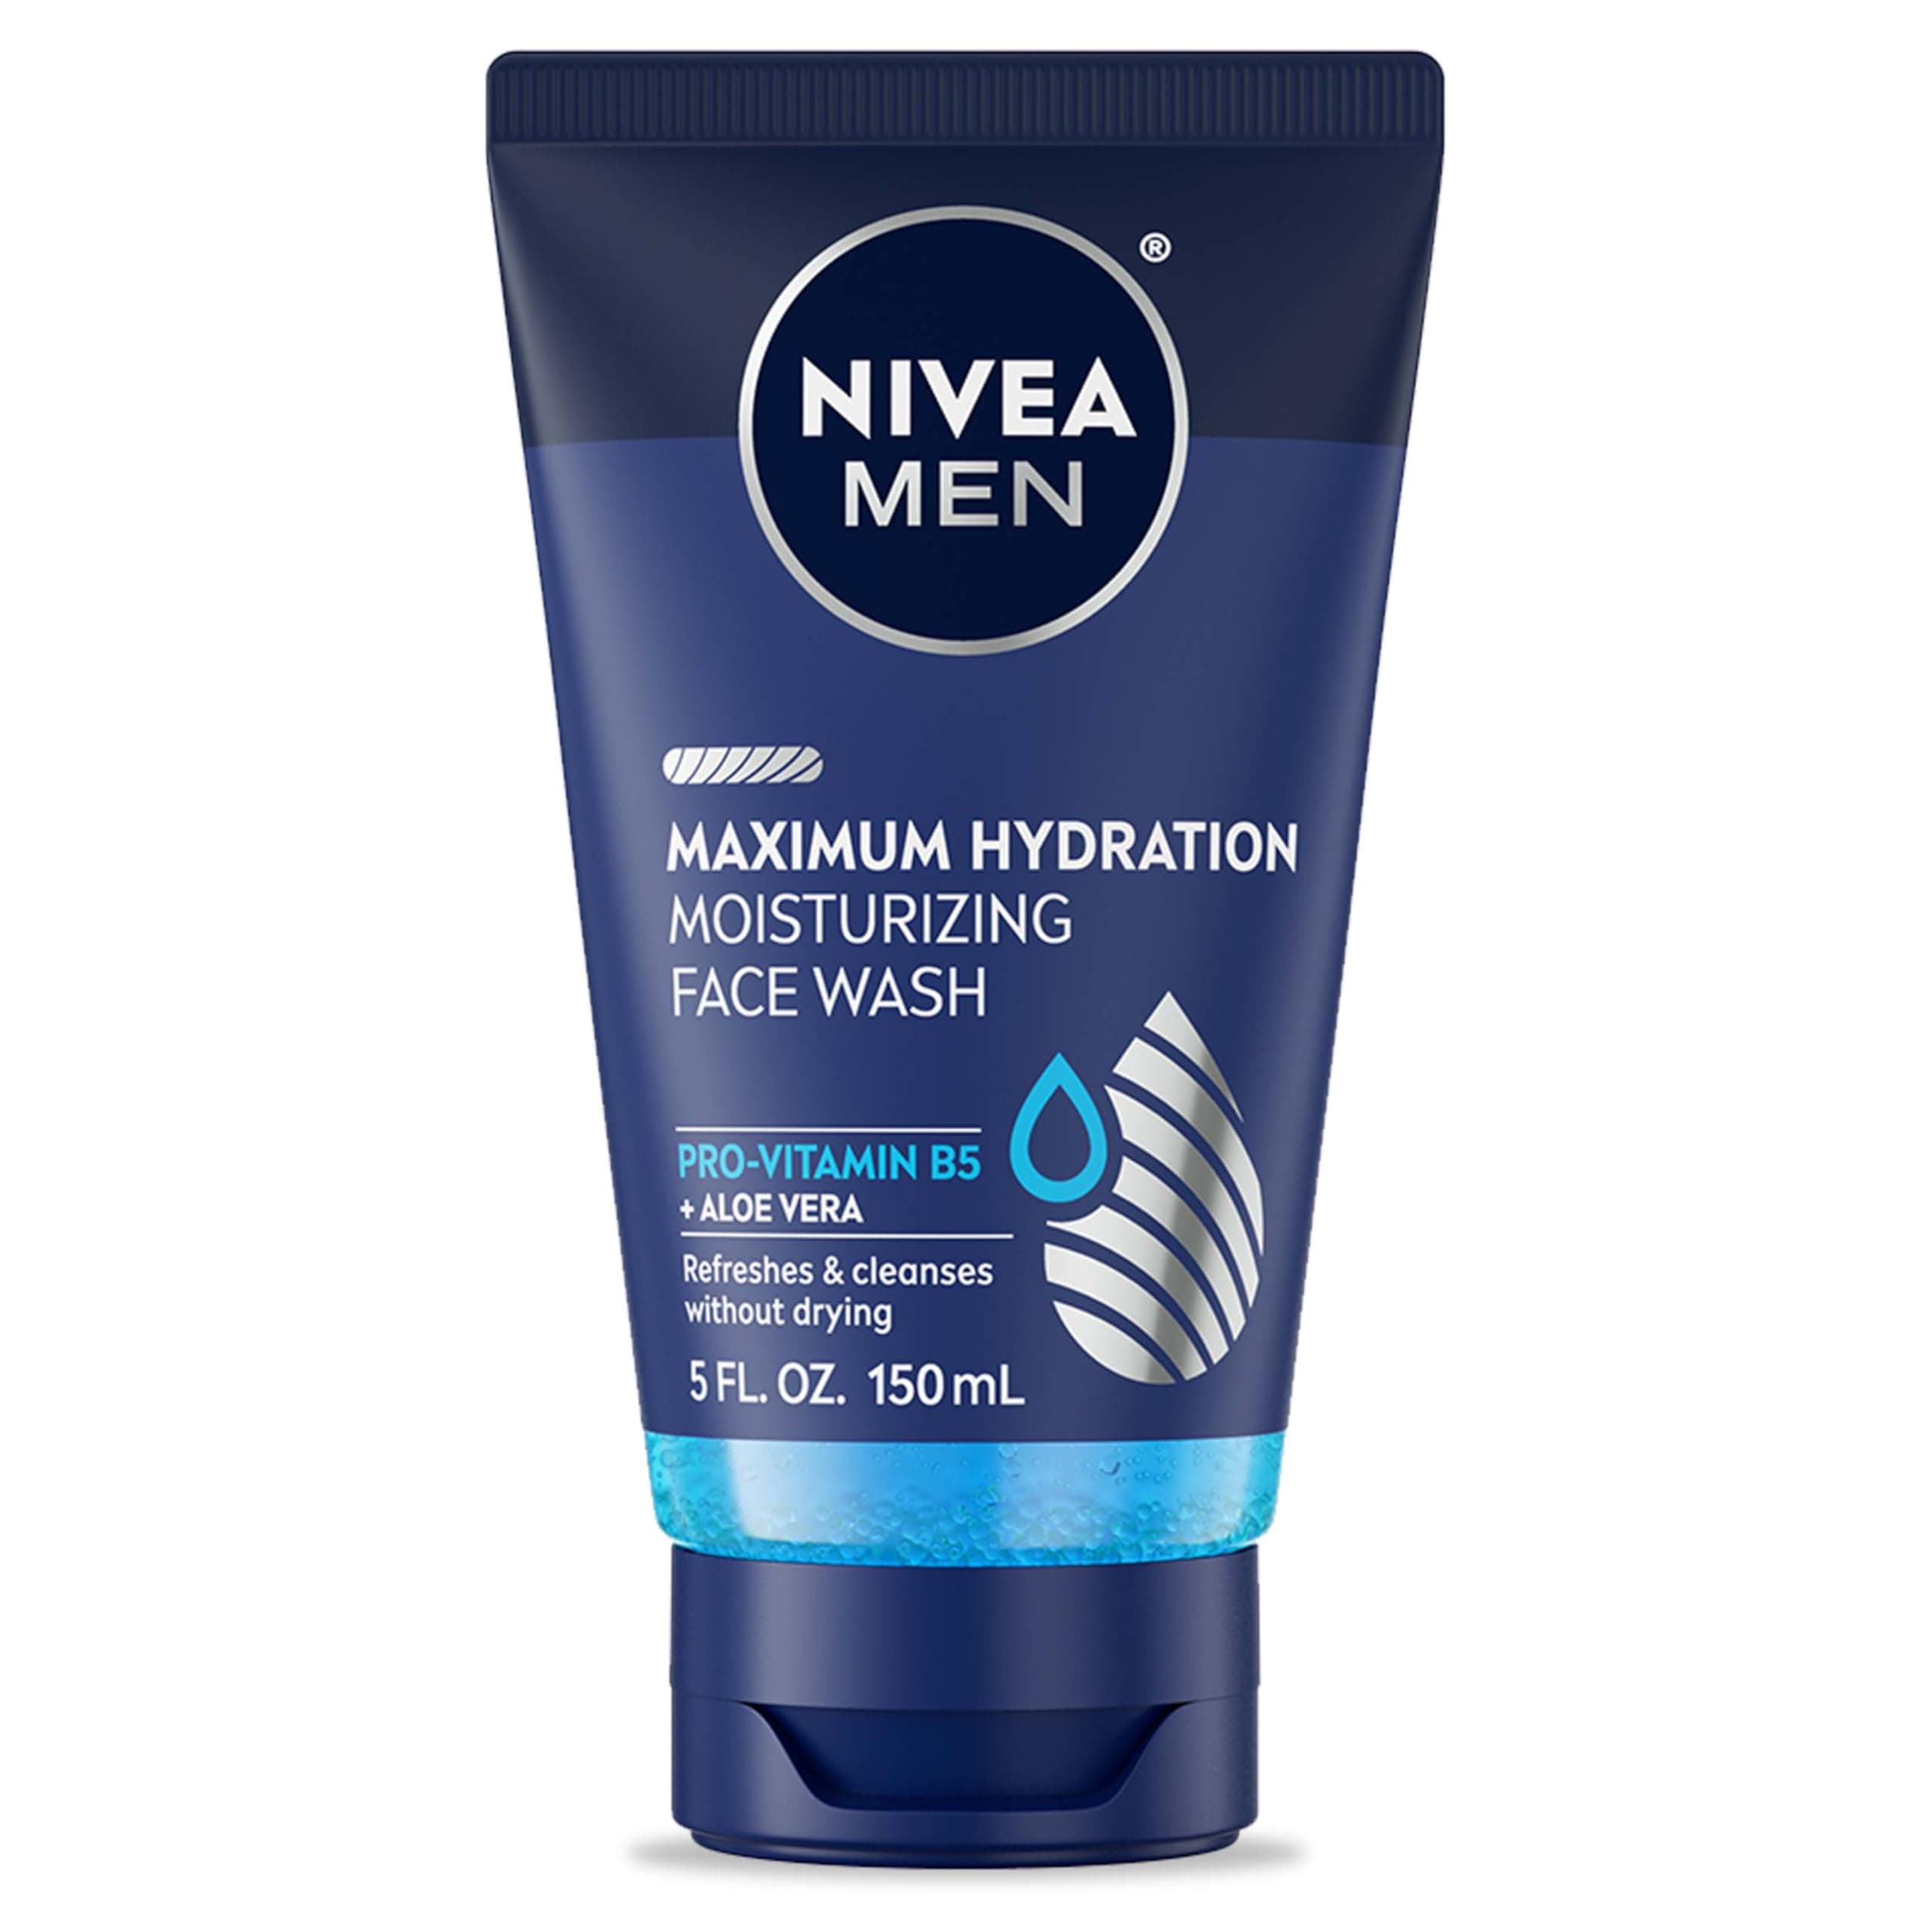 ®
NIVEA
MEN
MAXIMUM HYDRATION
MOISTURIZING
FACE WASH
PRO-VITAMIN B5
+ ALOE VERA
Refreshes & cleanses
without drying
5 FL. OZ. 150 mL